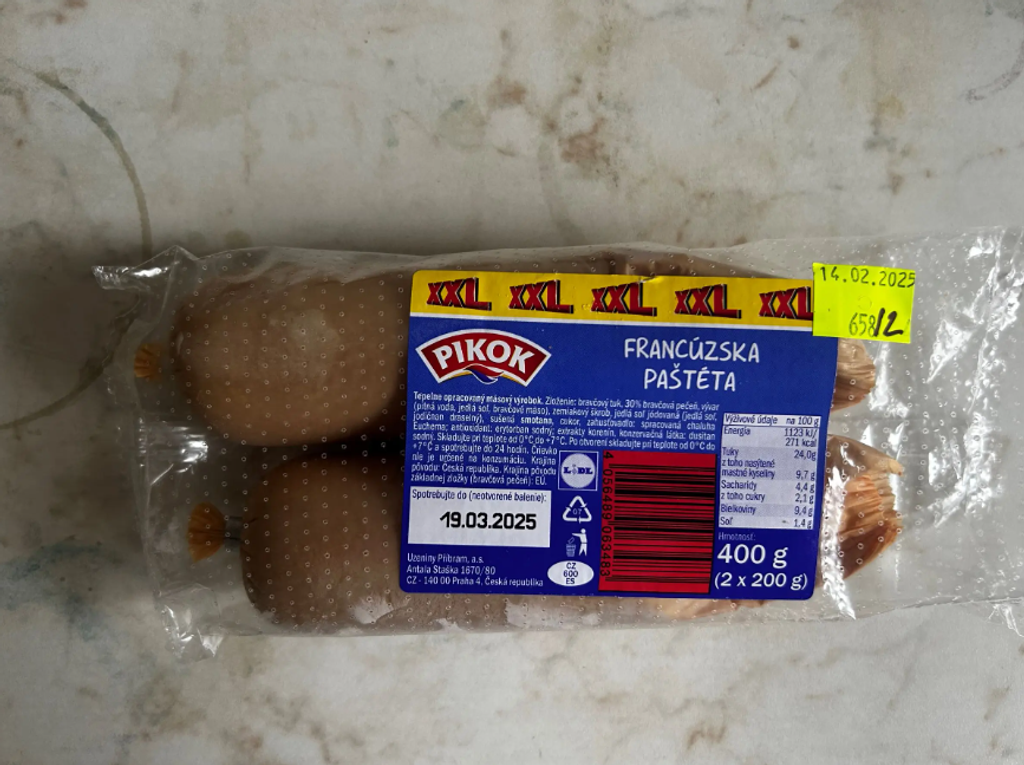 XXL XXL XXL XXL XXL
14.02.2025
658/2
PIKOK
FRANCÚZSKA
PAŠTÉTA
Tepelne opracovaný mäsový výrobok. Zloženie: bravčový tuk, 30% bravčová pečeň, vývar
(pitná voda, jedlá soľ, bravčové mäso), zemiakový škrob, jedlá soľ jódovaná (jedlá soľ,
jodičnan draselný), sušená smotana, cukor, zahusťovadlo: spracovaná chaluha
Euchema; antioxidant: erytorban sodný; extrakty korenín, konzervačná látka: dusitan
sodný. Skladujte pri teplote od 0°C do +7°C. Po otvorení skladujte pri teplote od 0°C do
+7°C a spotrebujte do 24 hodín. Črievko
nie je určené na konzumáciu. Krajina
pôvodu: Česká republika. Krajina pôvodu
základnej zložky (bravčová pečeň): EÚ.
Spotrebujte do (neotvorené balenie):
19.03.2025
Uzeniny Příbram, a.s.
Antala Staška 1670/80
CZ - 140 00 Praha 4, Česká republika
LIDL
07
CZ
600
ES
4 056489 063483
Výživové údaje na 100 g
Energia 1123 kJ/
271 kcal
Tuky 24,0g
z toho nasýtené
mastné kyseliny 9,7 g
Sacharidy 4,4 g
z toho cukry 2,1 g
Bielkoviny 9,4 g
Soľ 1,4 g
Hmotnosť:
400 g
(2 x 200 g)